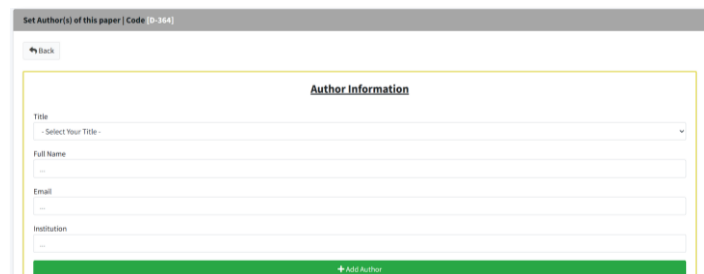 Set Author(s) of this paper | Code [D-364]
Back
Author Information
Title
- Select Your Title -
Full Name
...
Email
...
Institution
...
+ Add Author